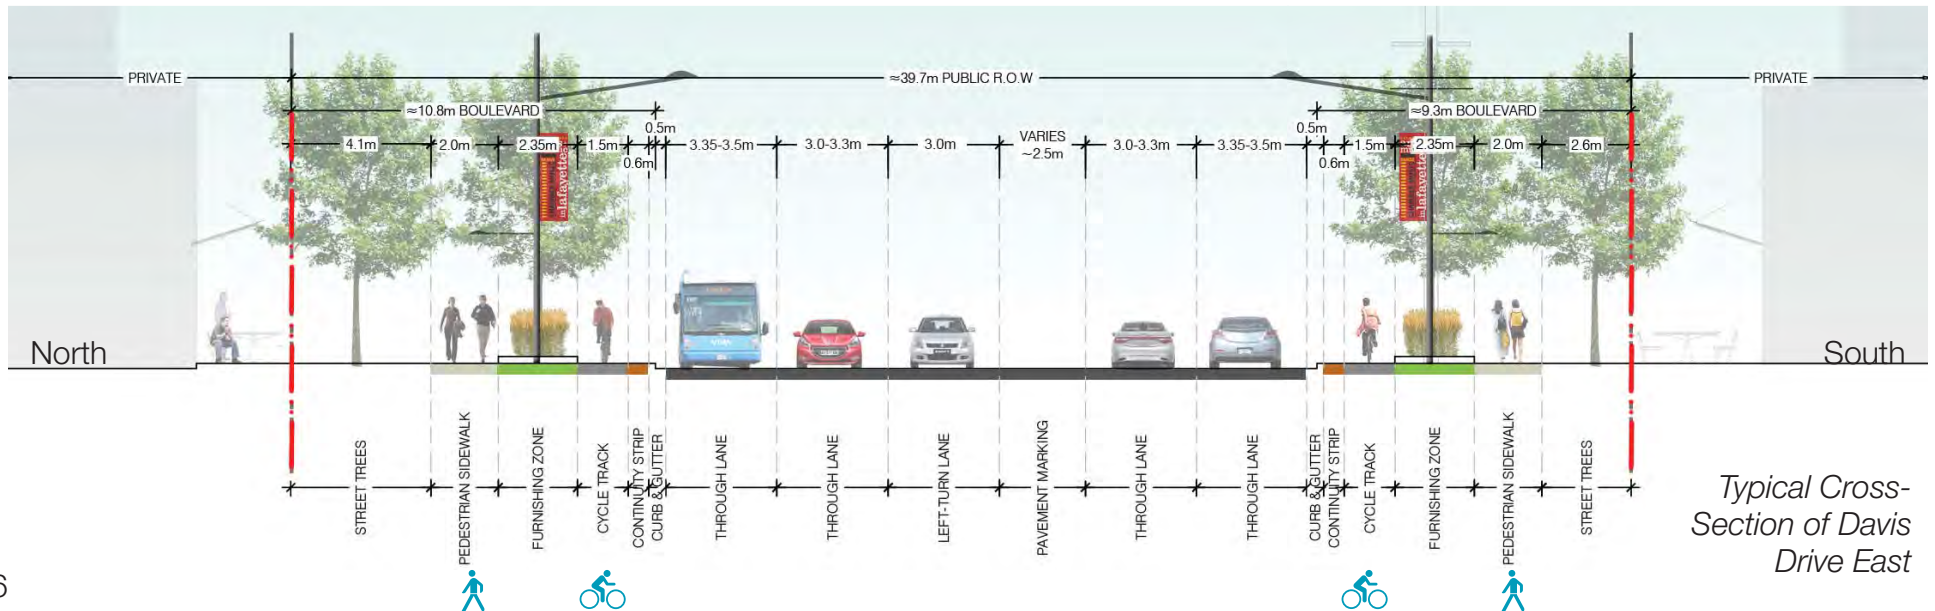 PRIVATE
≈39.7m PUBLIC R.O.W
PRIVATE
≈10.8m BOULEVARD
≈9.3m BOULEVARD
0.5m
0.5m
4.1m
2.0m
2.35m
1.5m
0.6m
3.35-3.5m
3.0-3.3m
3.0m
VARIES
~2.5m
3.0-3.3m
3.35-3.5m
0.6m
1.5m
2.35m
2.0m
2.6m
lafayette
lafayette
North
South
STREET TREES
PEDESTRIAN SIDEWALK
FURNISHING ZONE
CYCLE TRACK
CONTINUITY STRIP
CURB & GUTTER
THROUGH LANE
THROUGH LANE
LEFT-TURN LANE
PAVEMENT MARKING
THROUGH LANE
THROUGH LANE
CURB & GUTTER
CONTINUITY STRIP
CYCLE TRACK
FURNISHING ZONE
PEDESTRIAN SIDEWALK
STREET TREES
Typical Cross-
Section of Davis
Drive East
6